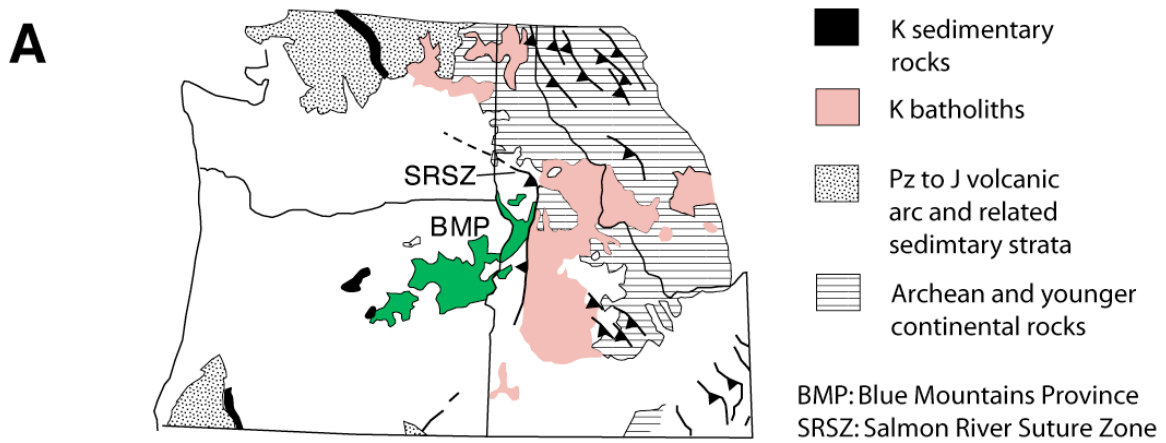 A
SRSZ
BMP
K sedimentary
rocks
K batholiths
Pz to J volcanic
arc and related
sedimtary strata
Archean and younger
continental rocks
BMP: Blue Mountains Province
SRSZ: Salmon River Suture Zone